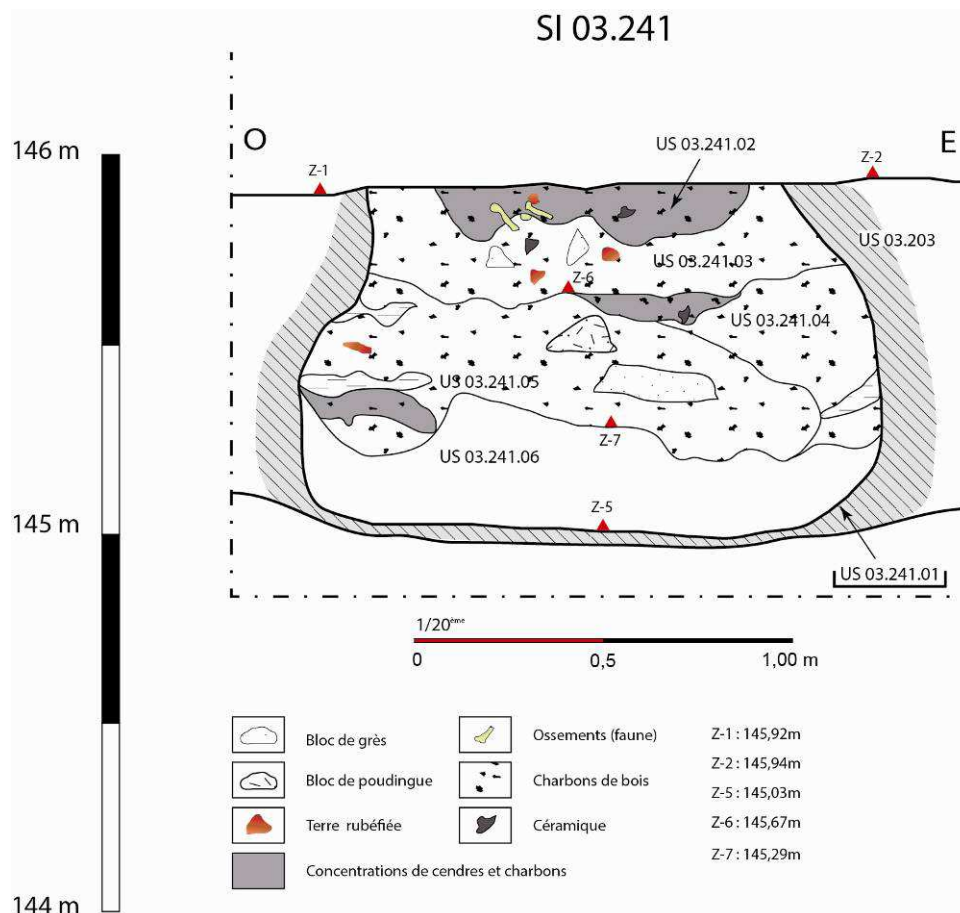 SI 03.241
146 m
O
E
Z-1
US 03.241.02
Z-2
US 03.203
US 03.241.03
Z-6
US 03.241.04
US 03.241.05
Z-7
US 03.241.06
145 m
Z-5
US 03.241.01
1/20ème
0 0,5 1,00 m
Bloc de grès
Ossements (faune)
Z-1 : 145,92m
Bloc de poudingue
Charbons de bois
Z-2 : 145,94m
Z-5 : 145,03m
Terre rubéfiée
Céramique
Z-6 : 145,67m
Z-7 : 145,29m
Concentrations de cendres et charbons
144 m